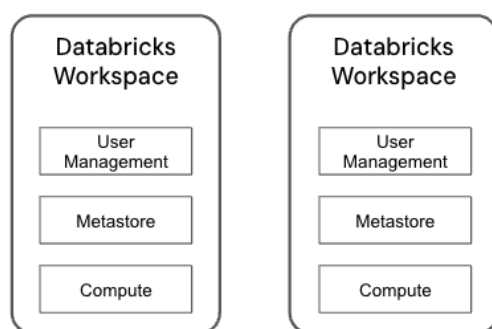 Databricks
Workspace
User
Management
Metastore
Compute
Databricks
Workspace
User
Management
Metastore
Compute